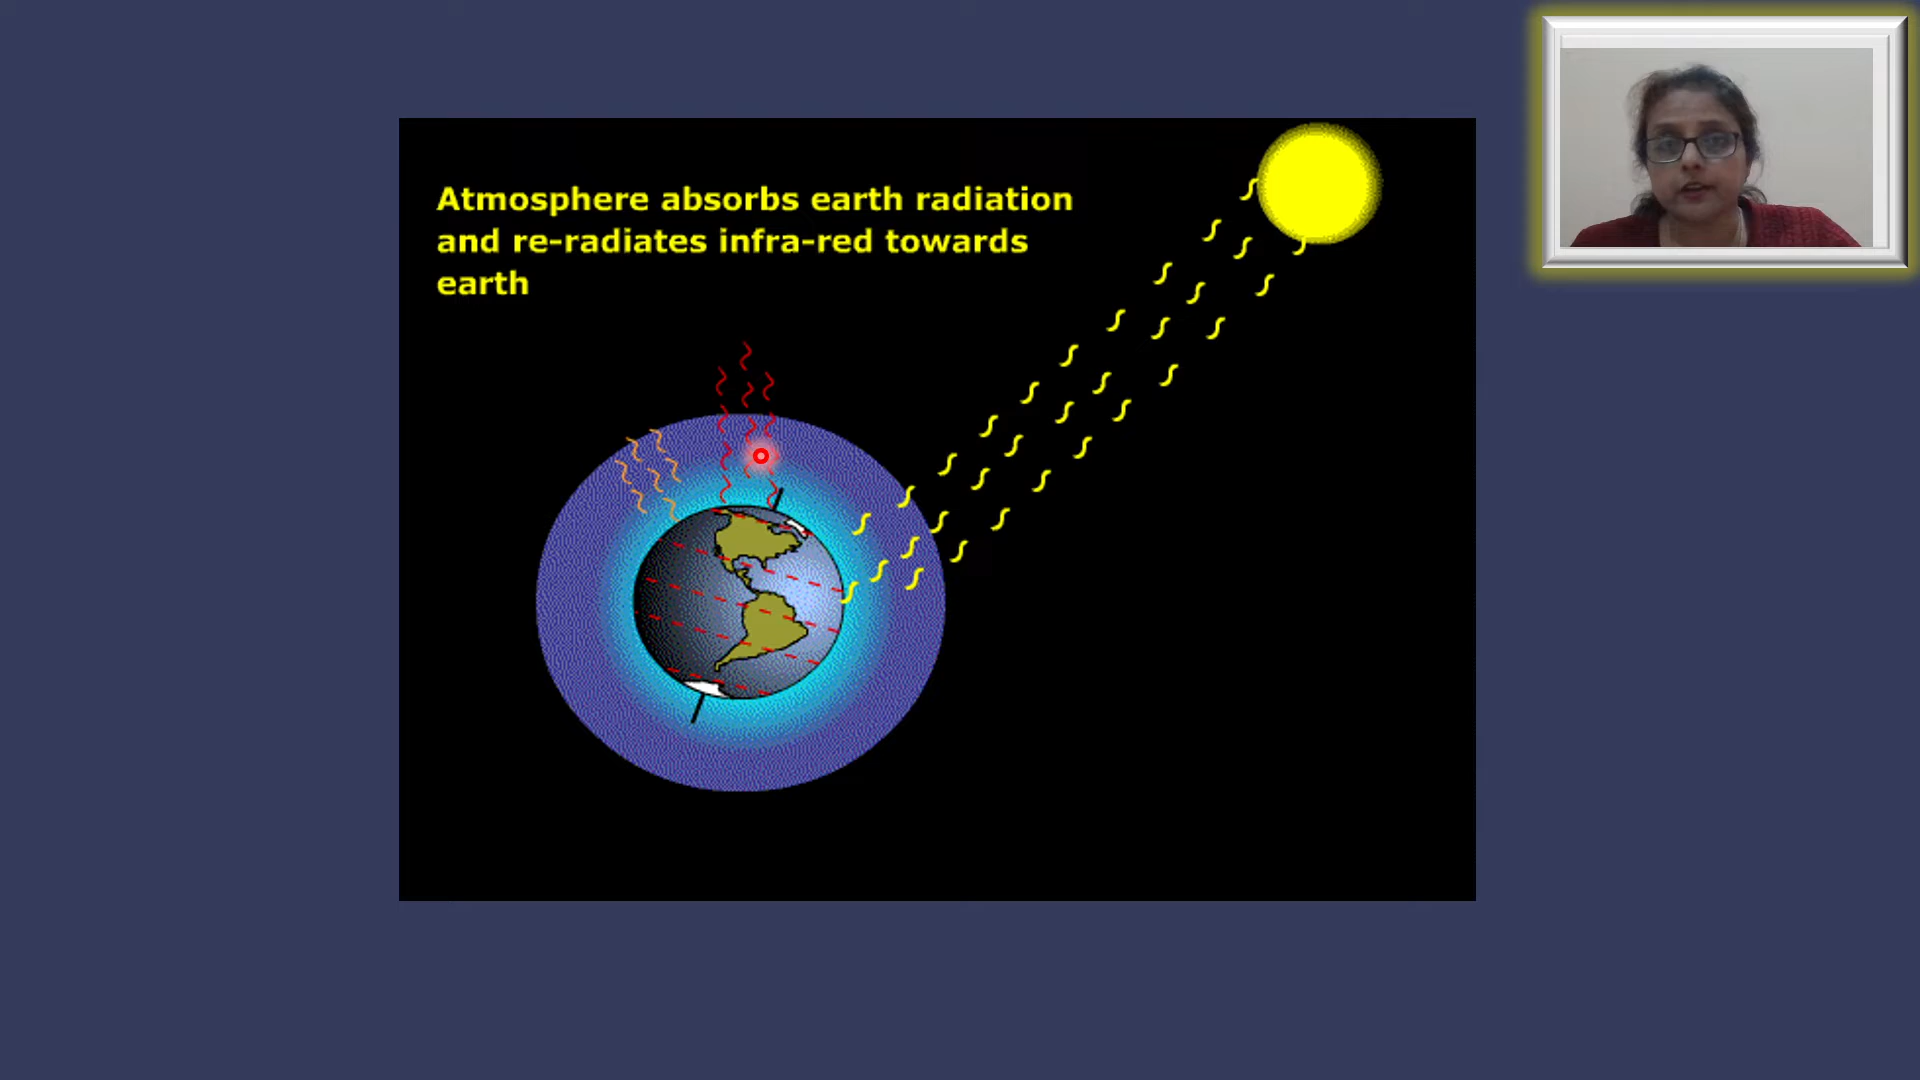 Atmosphere absorbs earth radiation
and re-radiates infra-red towards
earth